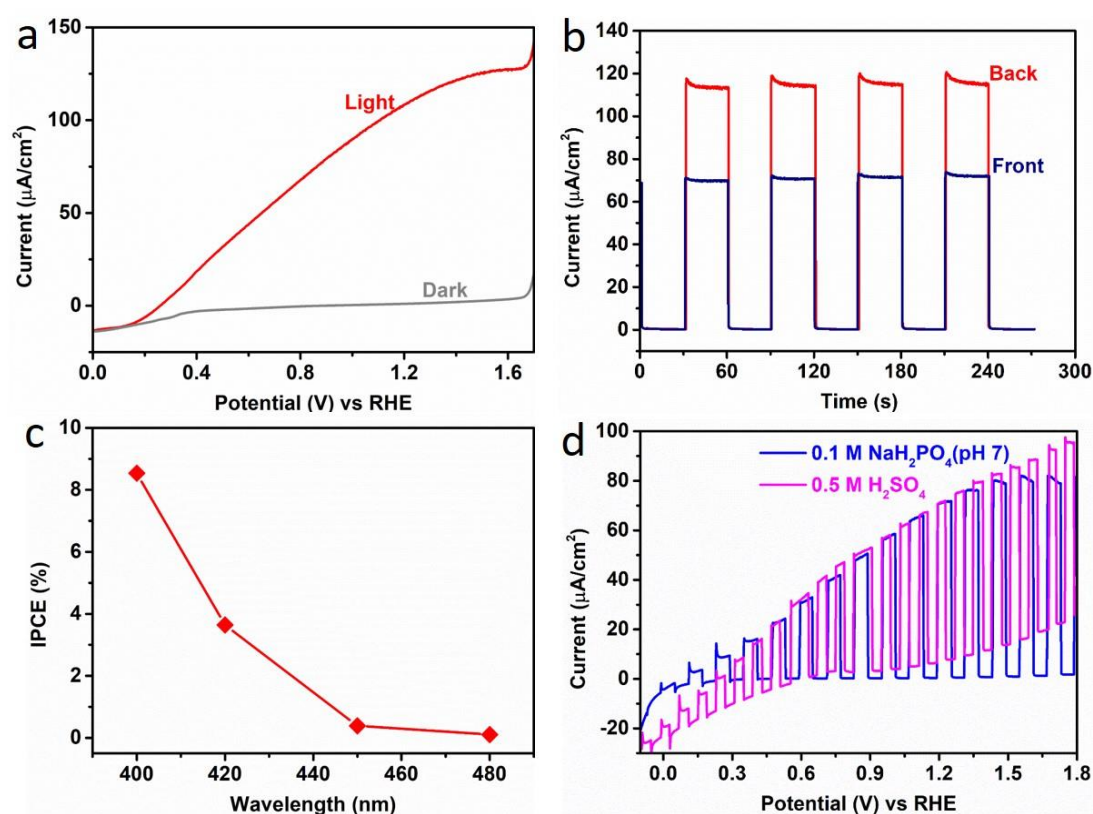 a
150
100
50
0
Current (µA/cm²)
Light
Dark
0.0 0.4 0.8 1.2 1.6
Potential (V) vs RHE
b
140
120
100
80
60
40
20
0
Current (µA/cm²)
Back
Front
0 60 120 180 240 300
Time (s)
c
10
8
6
4
2
0
IPCE (%)
400 420 440 460 480
Wavelength (nm)
d
100
80
60
40
20
0
-20
Current (µA/cm²)
0.1 M NaH₂PO₄(pH 7)
0.5 M H₂SO₄
0.0 0.3 0.6 0.9 1.2 1.5 1.8
Potential (V) vs RHE